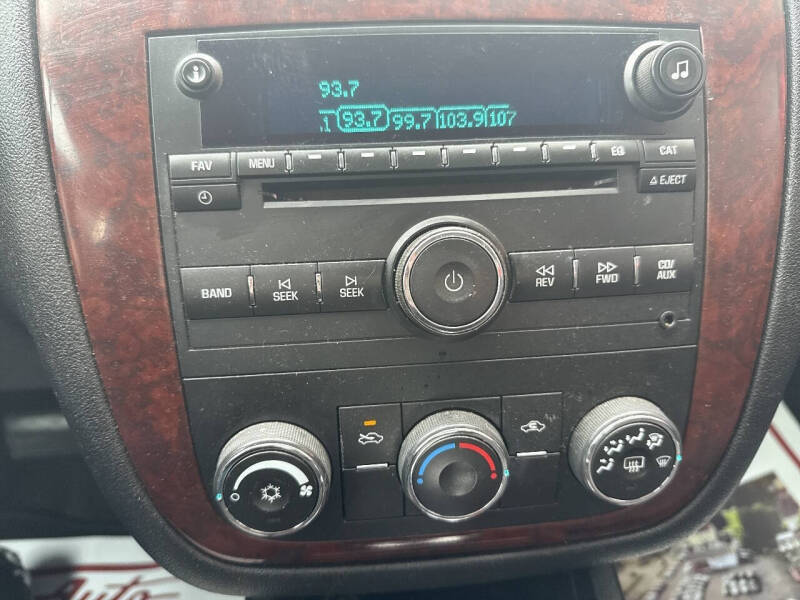 93.7
.1 93.7 99.7 103.9 107
FAV MENU EQ CAT
EJECT
BAND SEEK SEEK REV FWD CD/
AUX
Auto